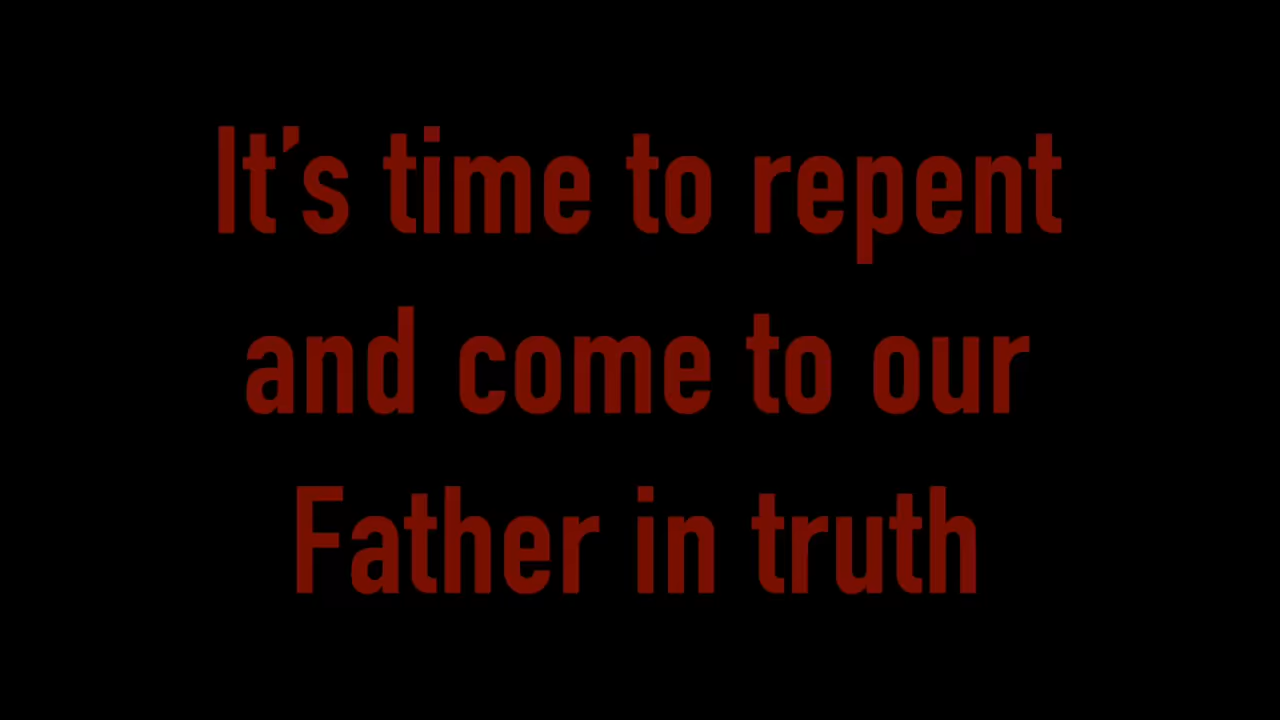 It’s time to repent
and come to our
Father in truth